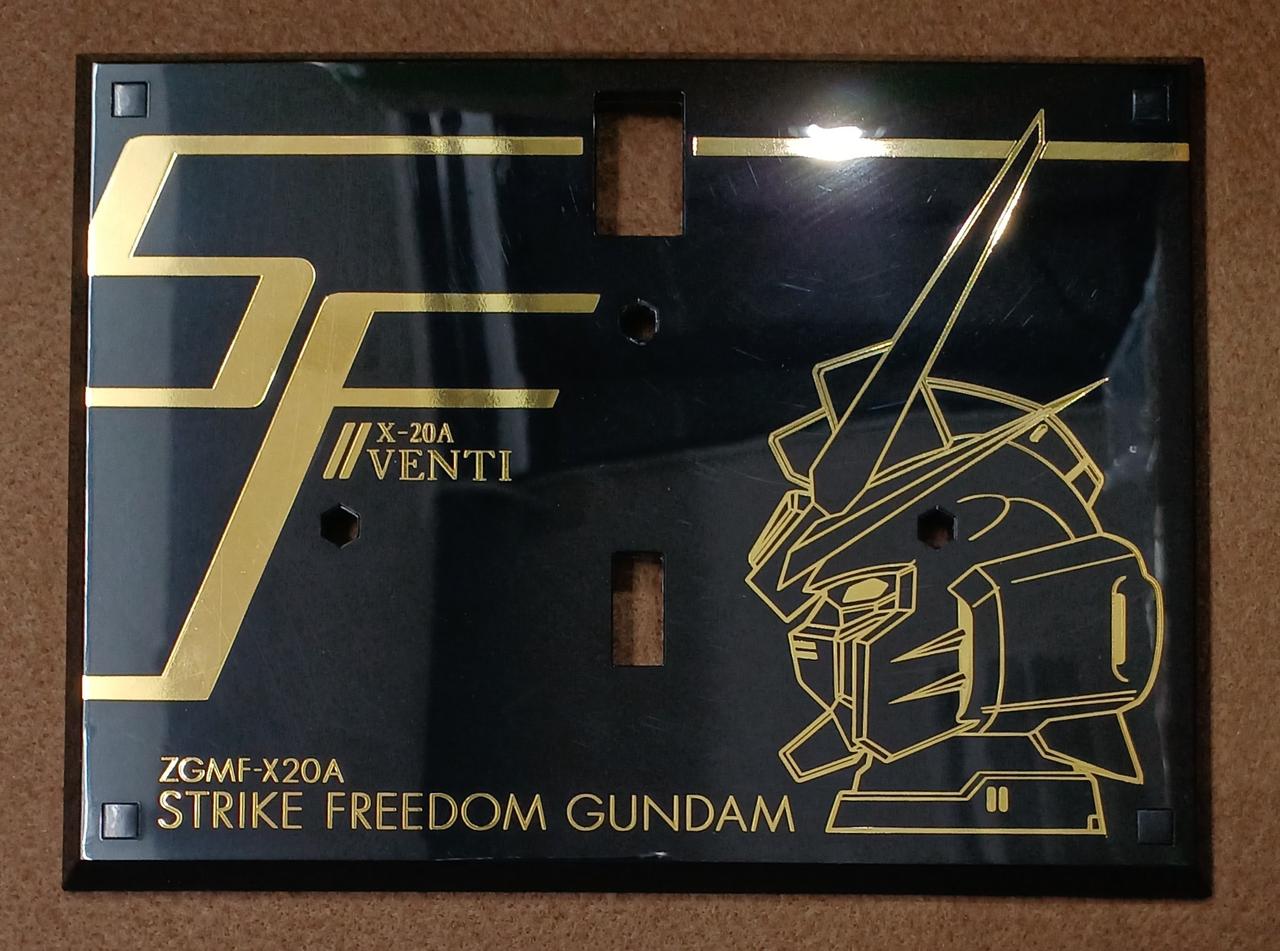 SF
X-20A
VENTI
ZGMF-X20A
STRIKE FREEDOM GUNDAM